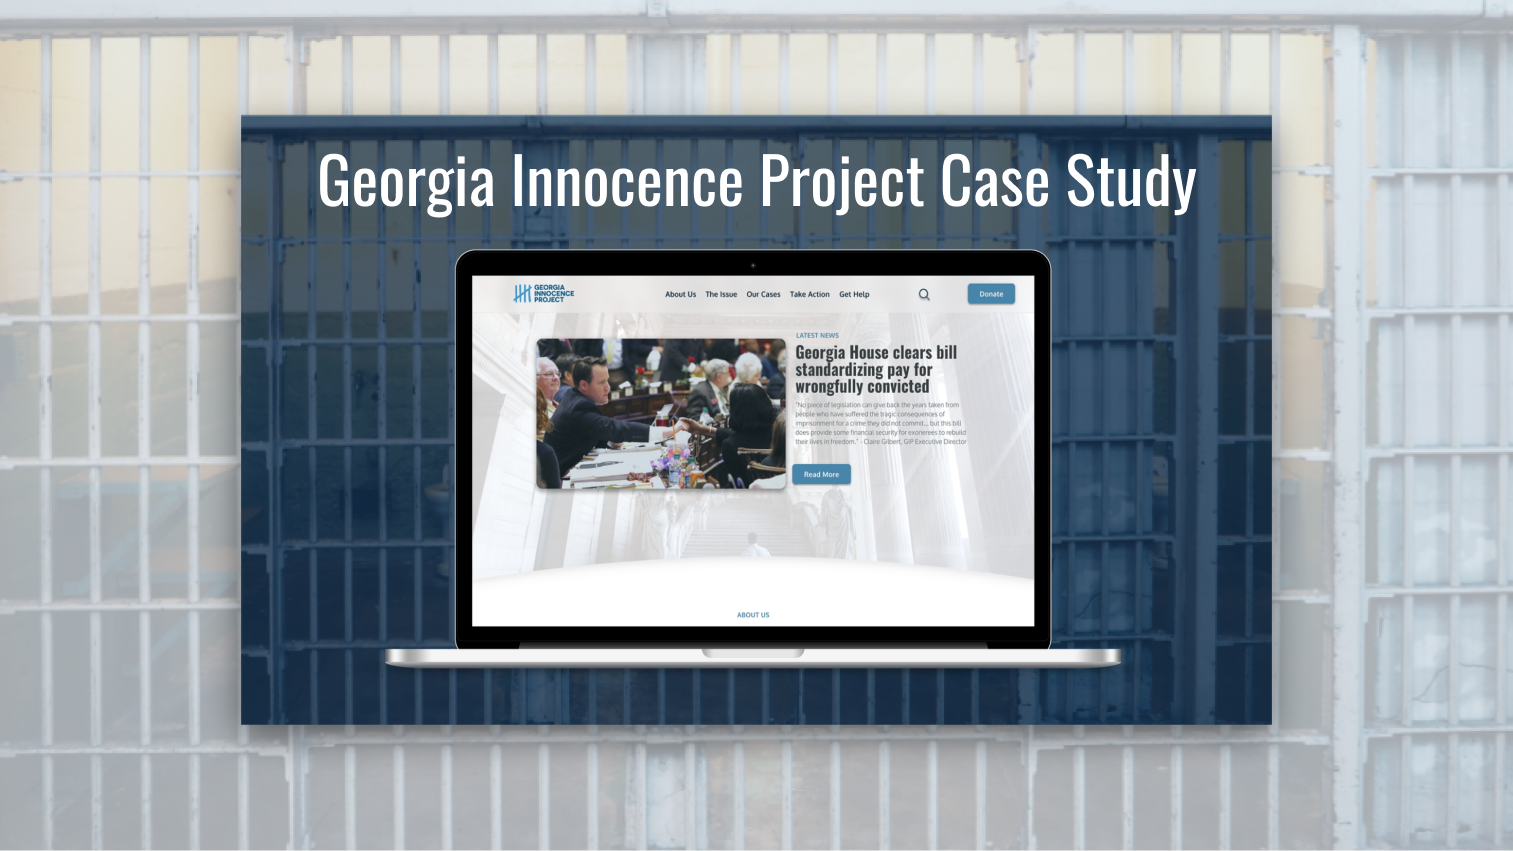 Georgia Innocence Project Case Study
GEORGIA
INNOCENCE
PROJECT
About Us The Issue Our Cases Take Action Get Help
Donate
LATEST NEWS
Georgia House clears bill
standardizing pay for
wrongfully convicted
"No piece of legislation can give back the years taken from
people who have suffered the tragic consequences of
imprisonment for a crime they did not commit... but this bill
does provide some financial security for exonerees to rebuild
their lives in freedom." - Claire Gilbert, GIP Executive Director
Read More
ABOUT US